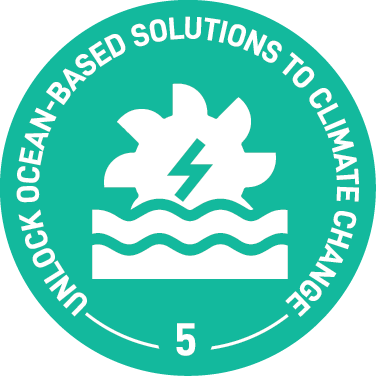 UNLOCK OCEAN-BASED SOLUTIONS TO CLIMATE CHANGE
5